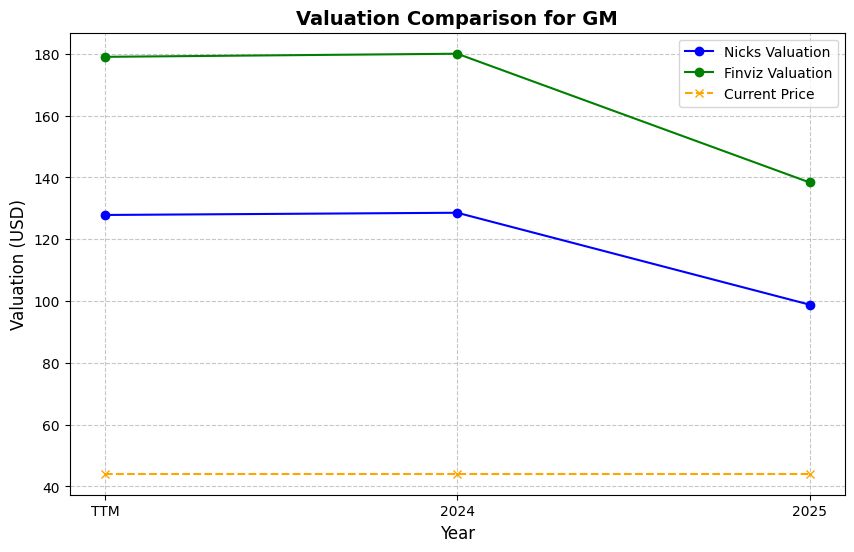 Valuation Comparison for GM
Nicks Valuation
Finviz Valuation
Current Price
Valuation (USD)
180
160
140
120
100
80
60
40
TTM
2024
2025
Year